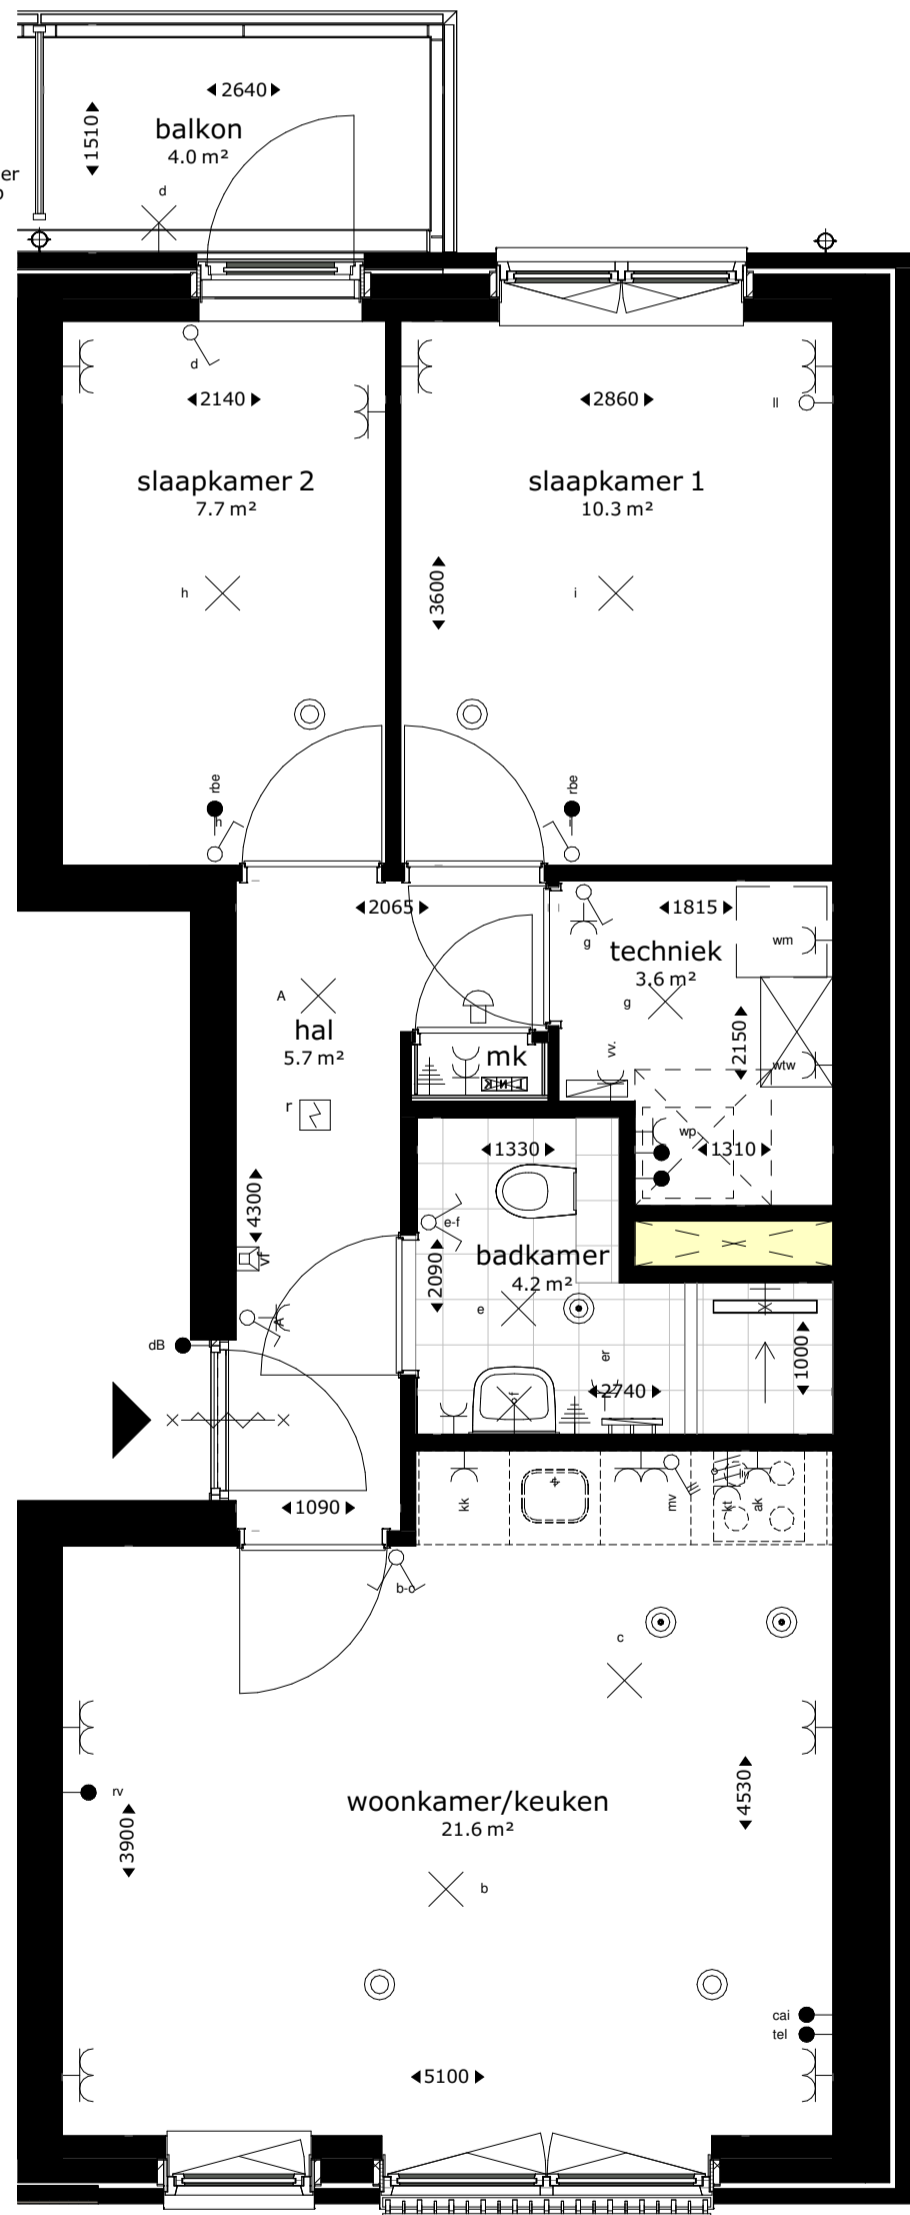 2640
1510
balkon
4.0 m²
er
d
d
2140
2860
ll
slaapkamer 2
7.7 m²
slaapkamer 1
10.3 m²
3600
h
i
rbe
h
rbe
i
2065
1815
g
techniek
3.6 m²
wm
A
g
hal
5.7 m²
mk
vv.
2150
wtw
r
wp
1310
1330
4300
e-f
badkamer
4.2 m²
2090
vf
e
A
dB
er
1000
2740
f
1090
kk
mv
kt
ak
b-c
c
rv
woonkamer/keuken
21.6 m²
4530
3900
b
cai
tel
5100